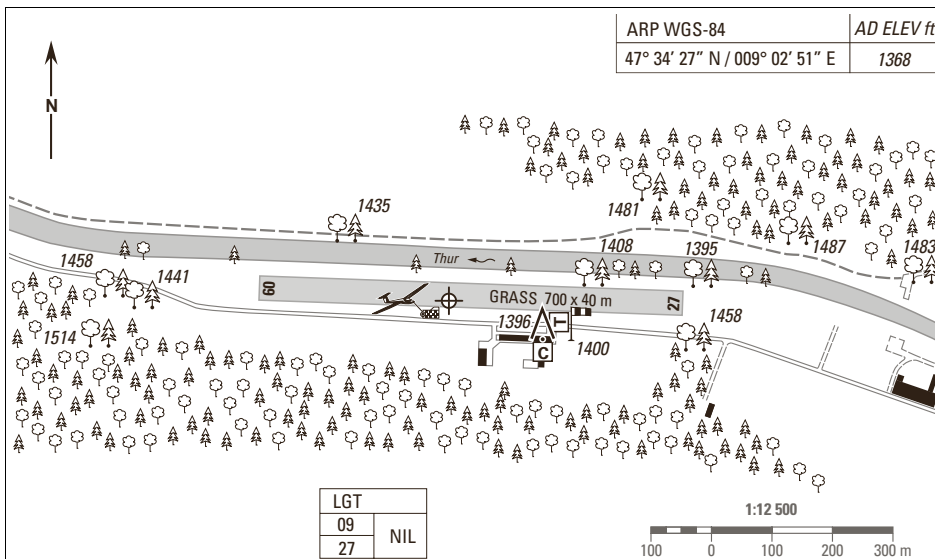 ARP WGS-84 AD ELEV ft
47° 34′ 27″ N / 009° 02′ 51″ E 1368
N
1435
1481
1487
1483
1408
1395
1458
1441
Thur
09
GRASS 700 x 40 m
27
1396
T
1458
1514
1400
C
LGT
09
27
NIL
1:12 500
100 0 100 200 300 m